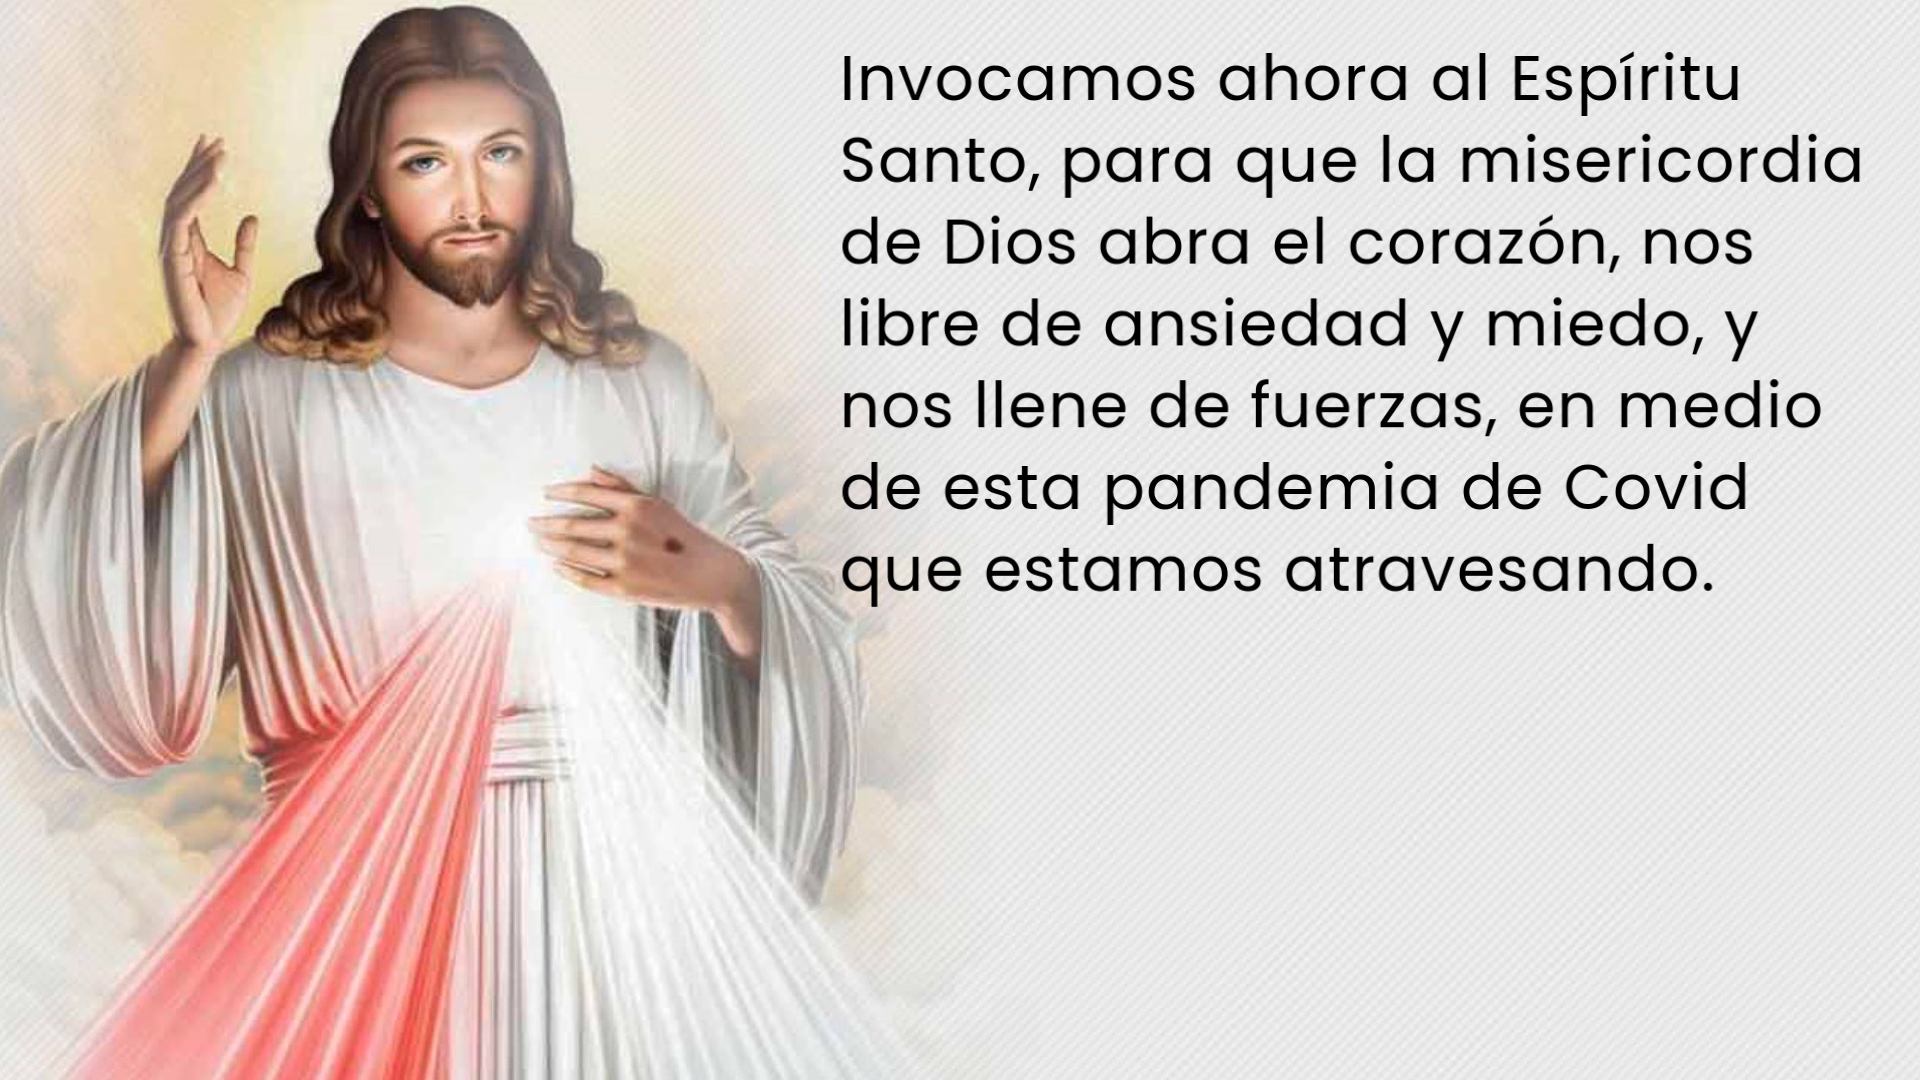 Invocamos ahora al Espíritu
Santo, para que la misericordia
de Dios abra el corazón, nos
libre de ansiedad y miedo, y
nos llene de fuerzas, en medio
de esta pandemia de Covid
que estamos atravesando.